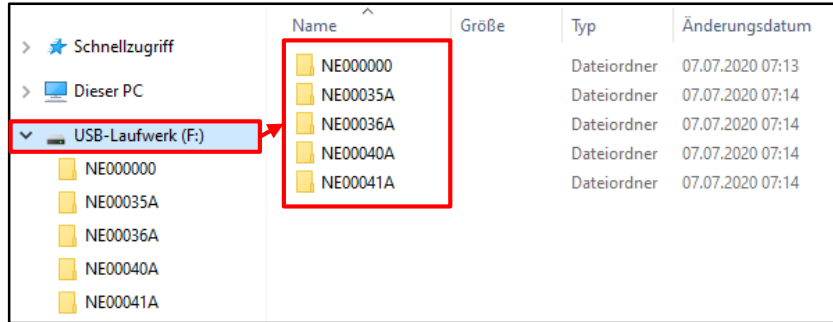 Schnellzugriff
Dieser PC
USB-Laufwerk (F:)
NE000000
NE00035A
NE00036A
NE00040A
NE00041A
Name Größe Typ Änderungsdatum
NE000000 Dateiordner 07.07.2020 07:13
NE00035A Dateiordner 07.07.2020 07:14
NE00036A Dateiordner 07.07.2020 07:14
NE00040A Dateiordner 07.07.2020 07:14
NE00041A Dateiordner 07.07.2020 07:14